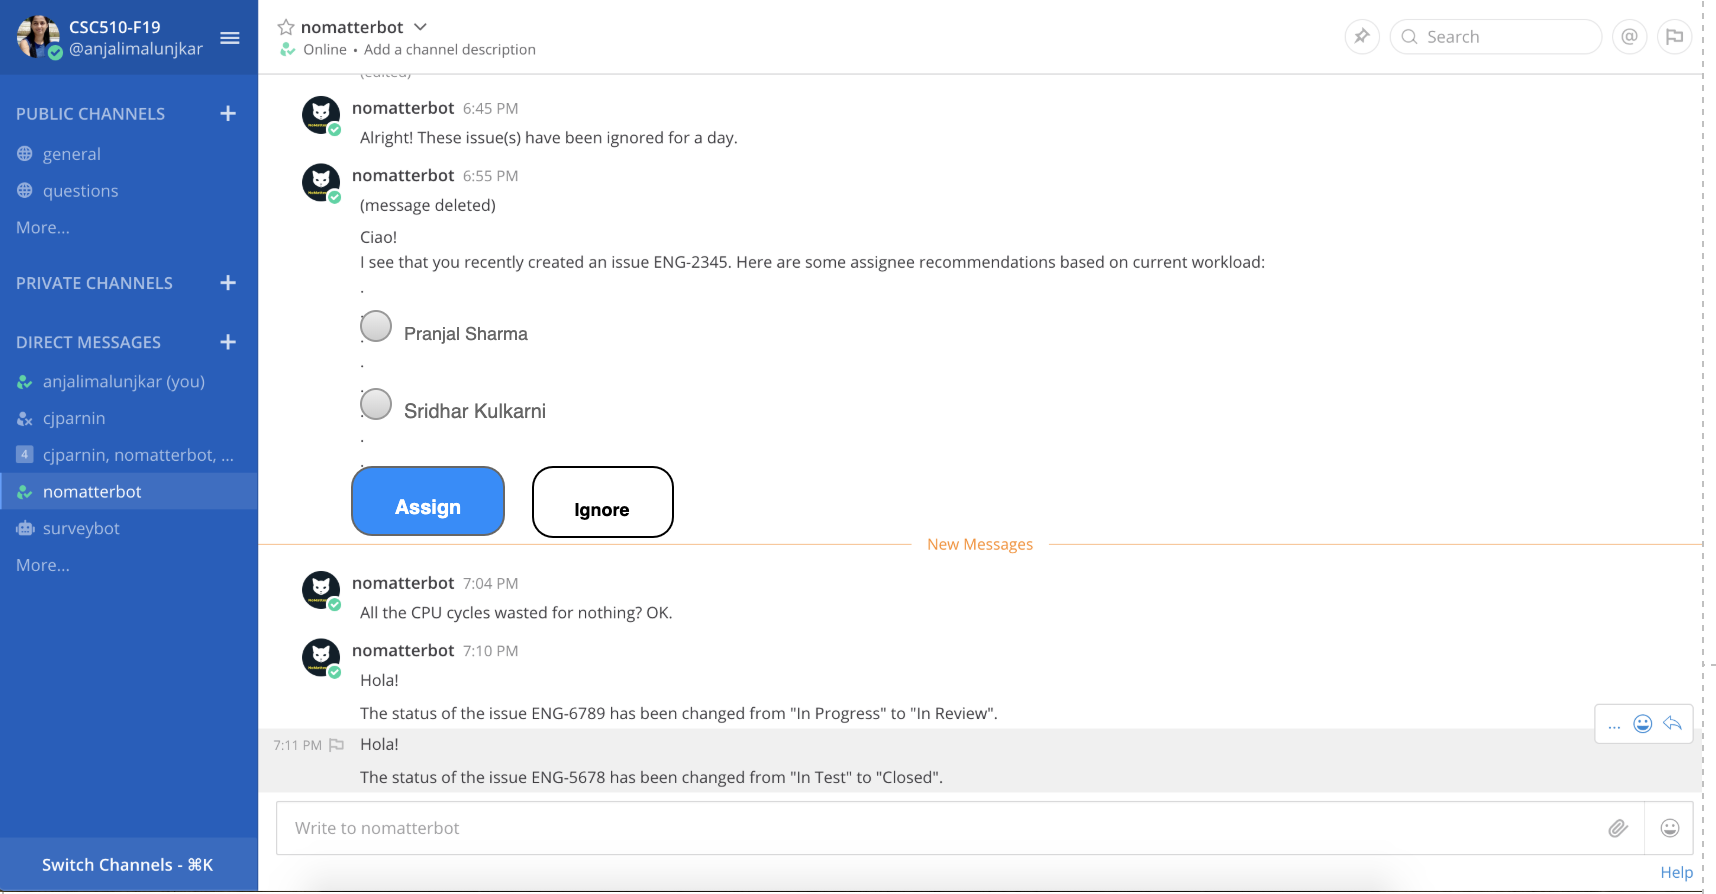 CSC510-F19
@anjalimalunjkar
PUBLIC CHANNELS +
general
questions
More...
PRIVATE CHANNELS +
DIRECT MESSAGES +
anjalimalunjkar (you)
cjparnin
4 cjparnin, nomatterbot, ...
nomatterbot
surveybot
More...
Switch Channels - ⌘K
nomatterbot
Online • Add a channel description
Search
@
(edited)
nomatterbot 6:45 PM
Alright! These issue(s) have been ignored for a day.
nomatterbot 6:55 PM
(message deleted)
Ciao!
I see that you recently created an issue ENG-2345. Here are some assignee recommendations based on current workload:
.
.
Pranjal Sharma
.
.
.
Sridhar Kulkarni
.
.
.
Assign Ignore
New Messages
nomatterbot 7:04 PM
All the CPU cycles wasted for nothing? OK.
nomatterbot 7:10 PM
Hola!
The status of the issue ENG-6789 has been changed from "In Progress" to "In Review".
...
7:11 PM Hola!
The status of the issue ENG-5678 has been changed from "In Test" to "Closed".
Write to nomatterbot
Help